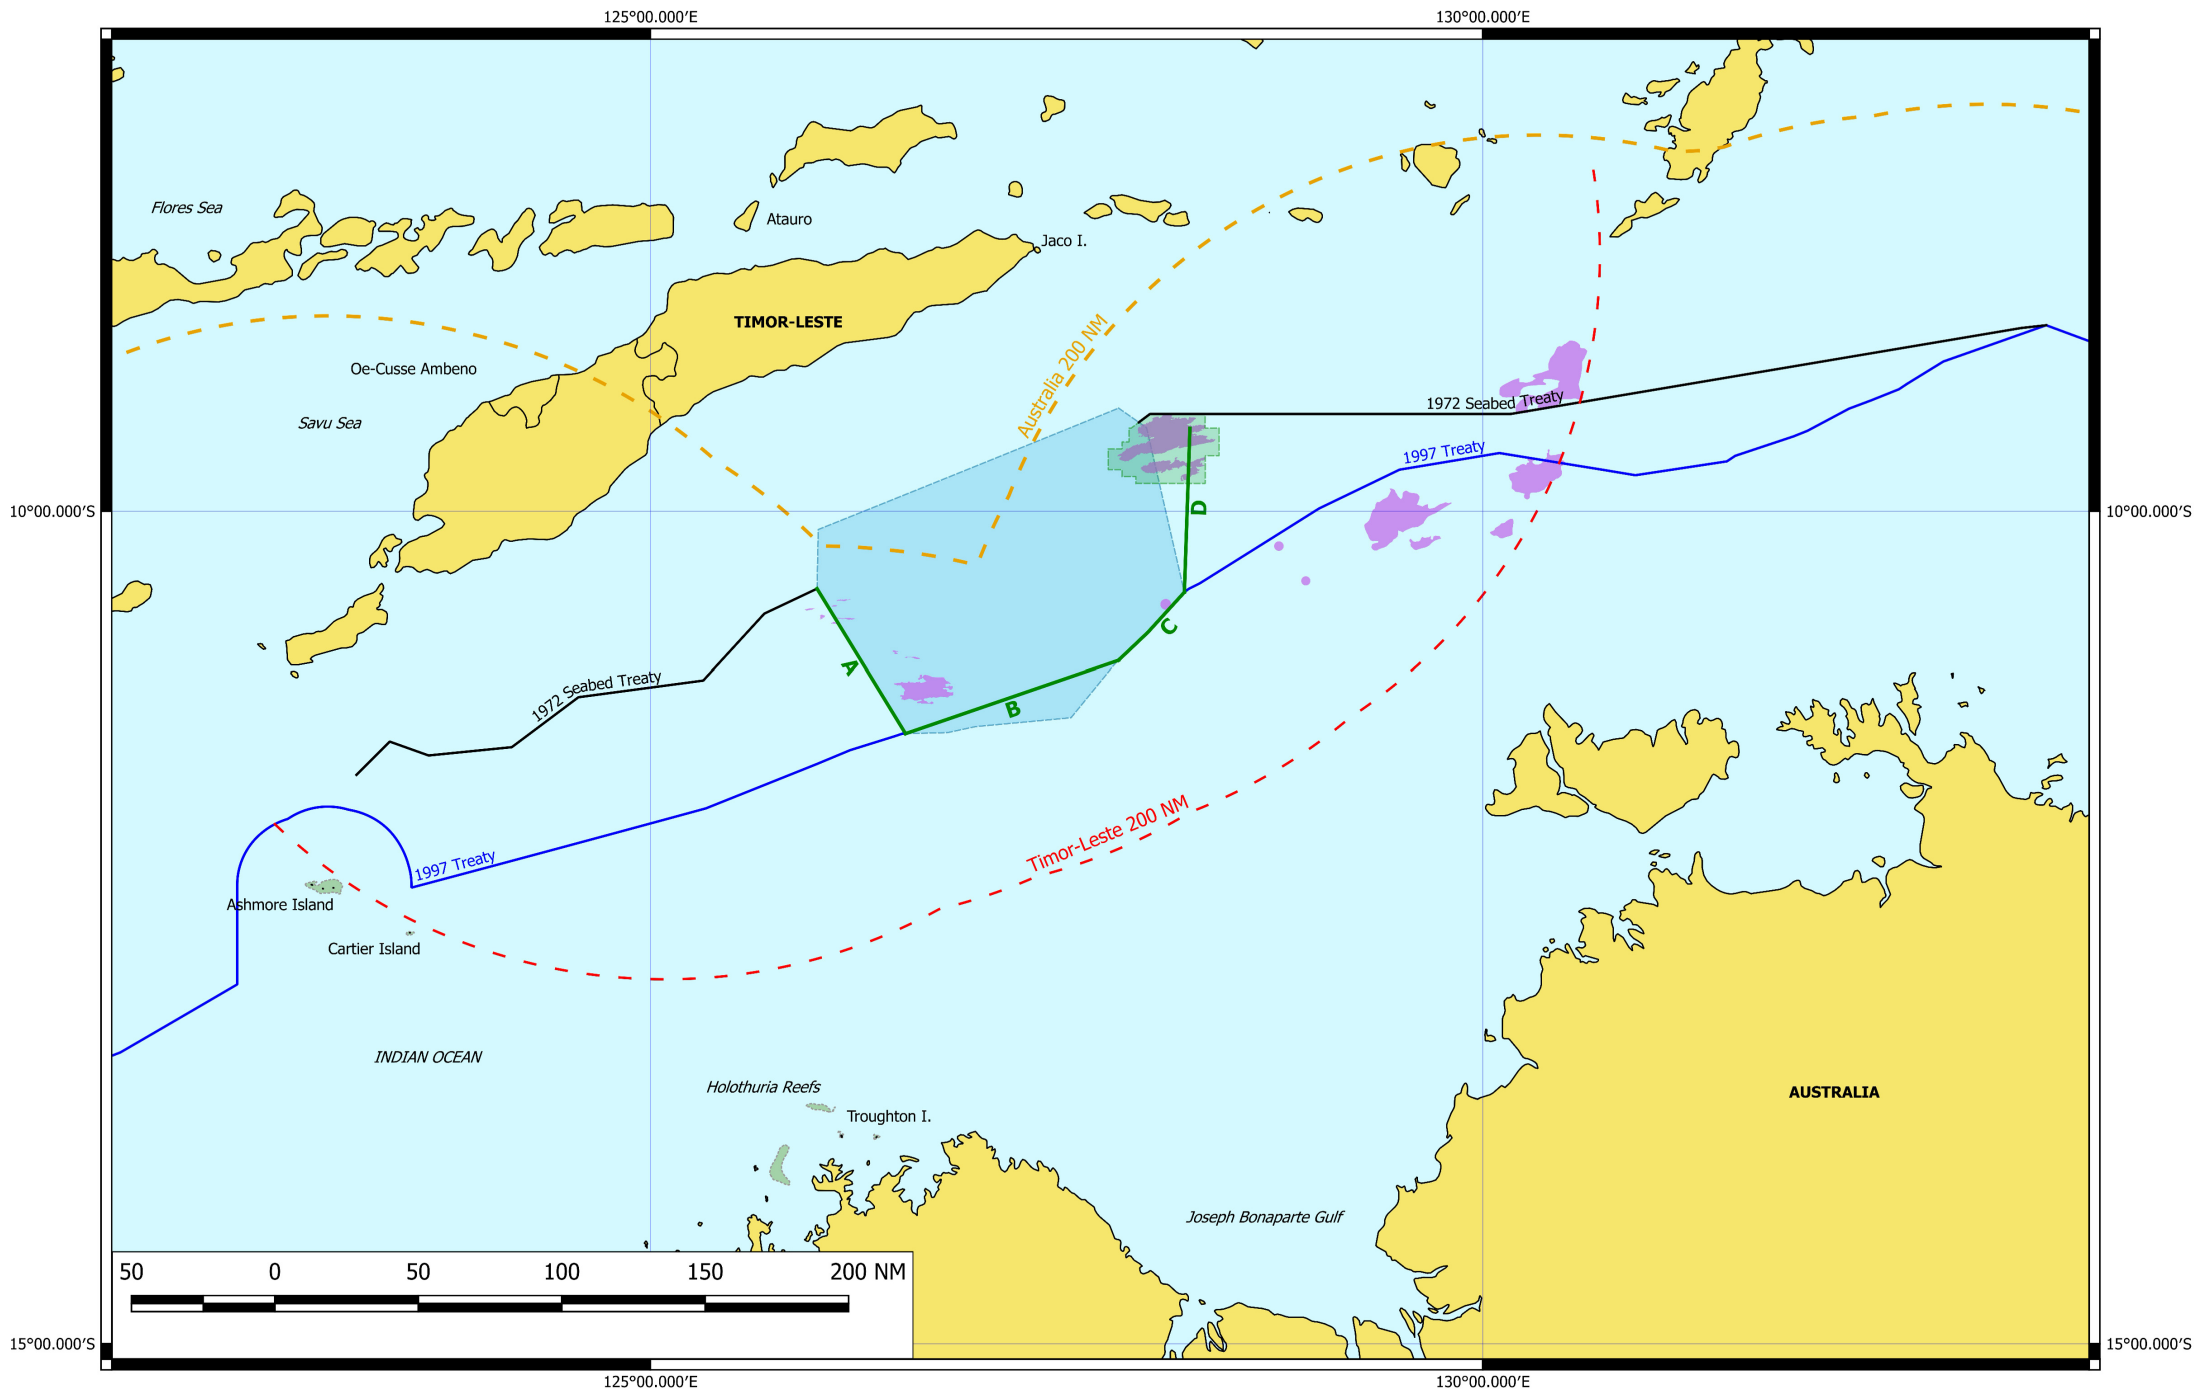 125°00.000'E
130°00.000'E
Flores Sea
Atauro
Jaco I.
TIMOR-LESTE
Australia 200 NM
Oe-Cusse Ambeno
Savu Sea
1972 Seabed Treaty
1997 Treaty
10°00.000'S
10°00.000'S
D
C
A
B
1972 Seabed Treaty
Timor-Leste 200 NM
1997 Treaty
Ashmore Island
Cartier Island
INDIAN OCEAN
Holothuria Reefs
Troughton I.
AUSTRALIA
Joseph Bonaparte Gulf
50 0 50 100 150 200 NM
15°00.000'S
15°00.000'S
125°00.000'E
130°00.000'E